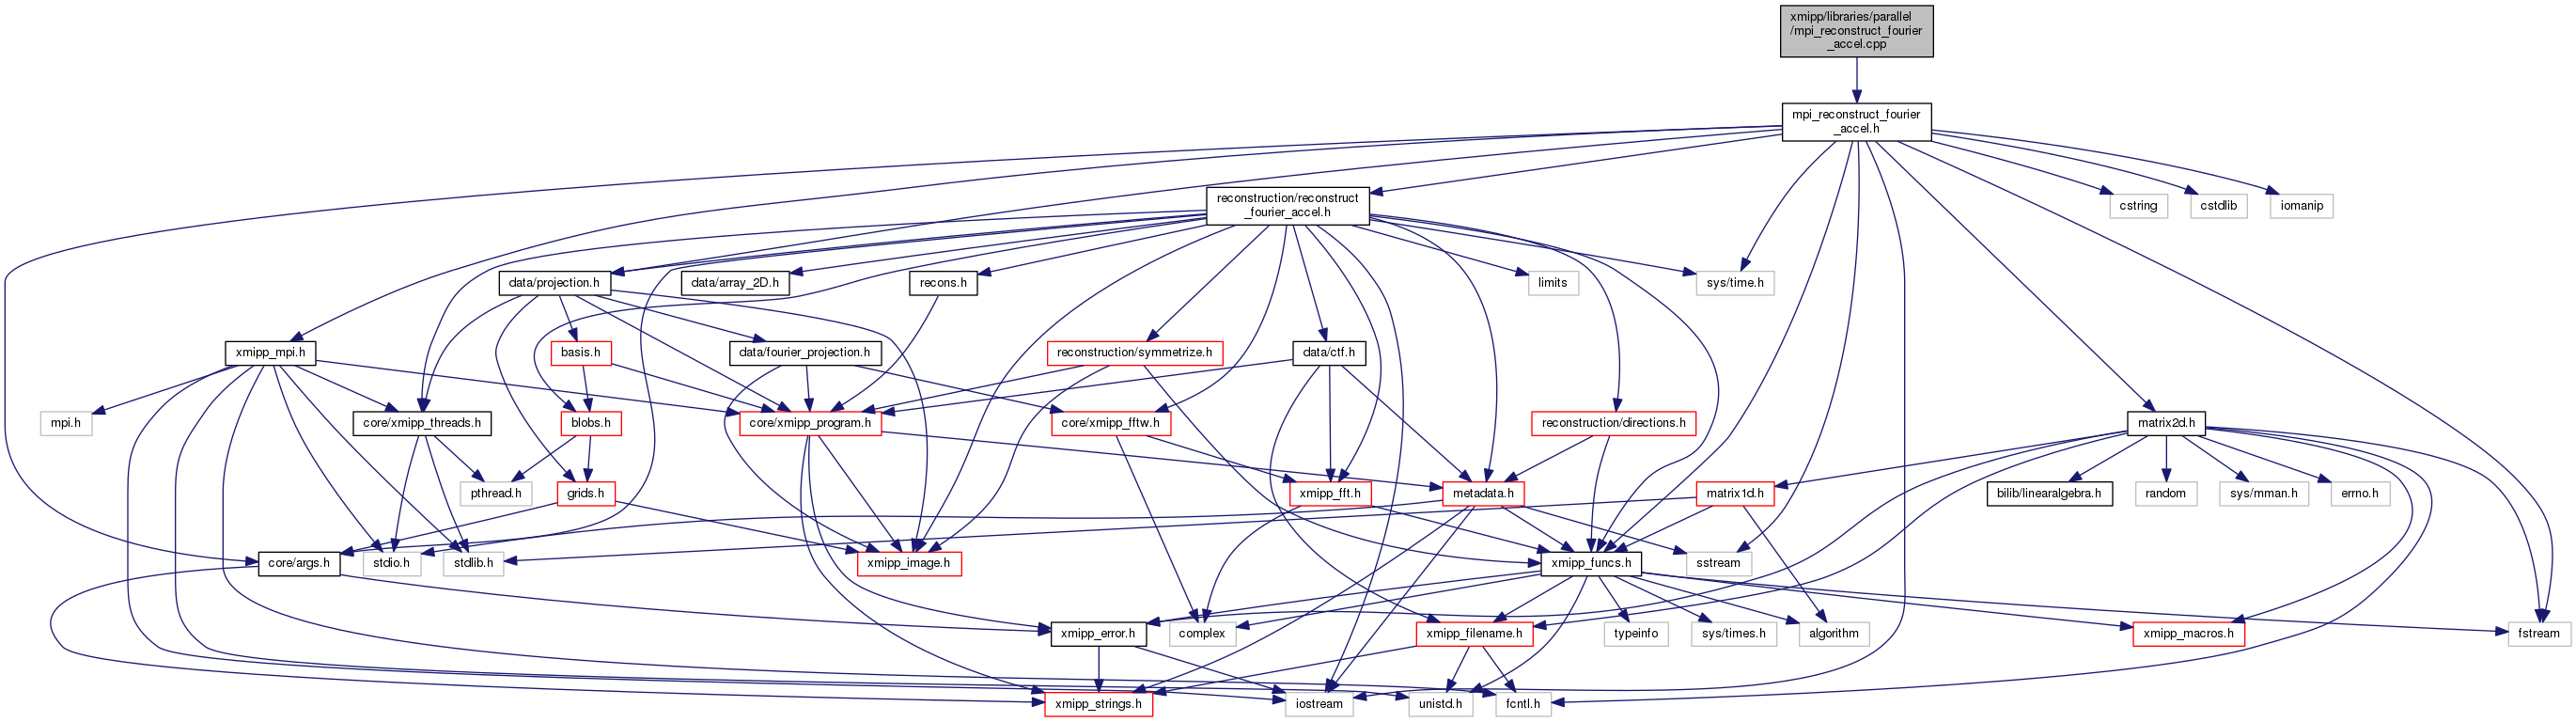 xmipp/libraries/parallel
/mpi_reconstruct_fourier
_accel.cpp
mpi_reconstruct_fourier
_accel.h
reconstruction/reconstruct
_fourier_accel.h
cstring
cstdlib
iomanip
data/projection.h
data/array_2D.h
recons.h
limits
sys/time.h
xmipp_mpi.h
basis.h
data/fourier_projection.h
reconstruction/symmetrize.h
data/ctf.h
mpi.h
core/xmipp_threads.h
blobs.h
core/xmipp_program.h
core/xmipp_fftw.h
reconstruction/directions.h
matrix2d.h
pthread.h
grids.h
xmipp_fft.h
metadata.h
matrix1d.h
bilib/linearalgebra.h
random
sys/mman.h
errno.h
core/args.h
stdio.h
stdlib.h
xmipp_image.h
xmipp_funcs.h
sstream
xmipp_error.h
complex
xmipp_filename.h
typeinfo
sys/times.h
algorithm
xmipp_macros.h
fstream
xmipp_strings.h
iostream
unistd.h
fcntl.h